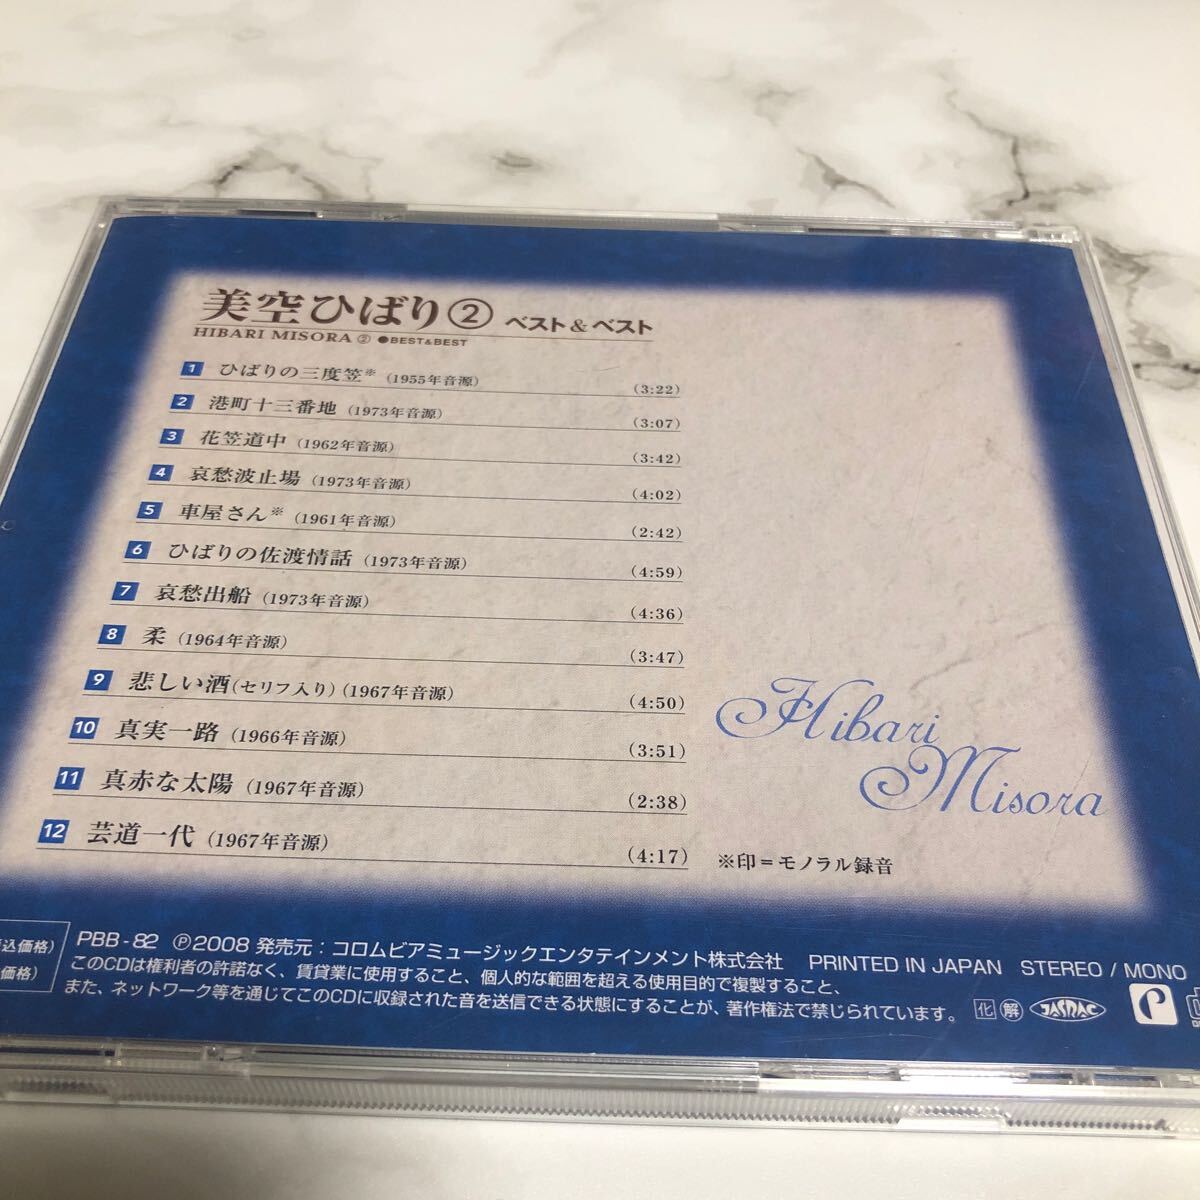 美空ひばり② ベスト&ベスト
HIBARI MISORA ② ●BEST&BEST
1 ひばりの三度笠※ (1955年音源) (3:22)
2 港町十三番地 (1973年音源) (3:07)
3 花笠道中 (1962年音源) (3:42)
4 哀愁波止場 (1973年音源) (4:02)
5 車屋さん※ (1961年音源) (2:42)
6 ひばりの佐渡情話 (1973年音源) (4:59)
7 哀愁出船 (1973年音源) (4:36)
8 柔 (1964年音源) (3:47)
9 悲しい酒(セリフ入り) (1967年音源) (4:50)
10 真実一路 (1966年音源) (3:51)
11 真赤な太陽 (1967年音源) (2:38)
12 芸道一代 (1967年音源) (4:17)
Hibari
Misora
※印=モノラル録音
込価格)
価格)
PBB-82 Ⓟ2008 発売元:コロムビアミュージックエンタテインメント株式会社 PRINTED IN JAPAN STEREO / MONO
このCDは権利者の許諾なく、賃貸業に使用すること、個人的な範囲を超える使用目的で複製すること、
また、ネットワーク等を通じてこのCDに収録された音を送信できる状態にすることが、著作権法で禁じられています。 化 解 JASRAC